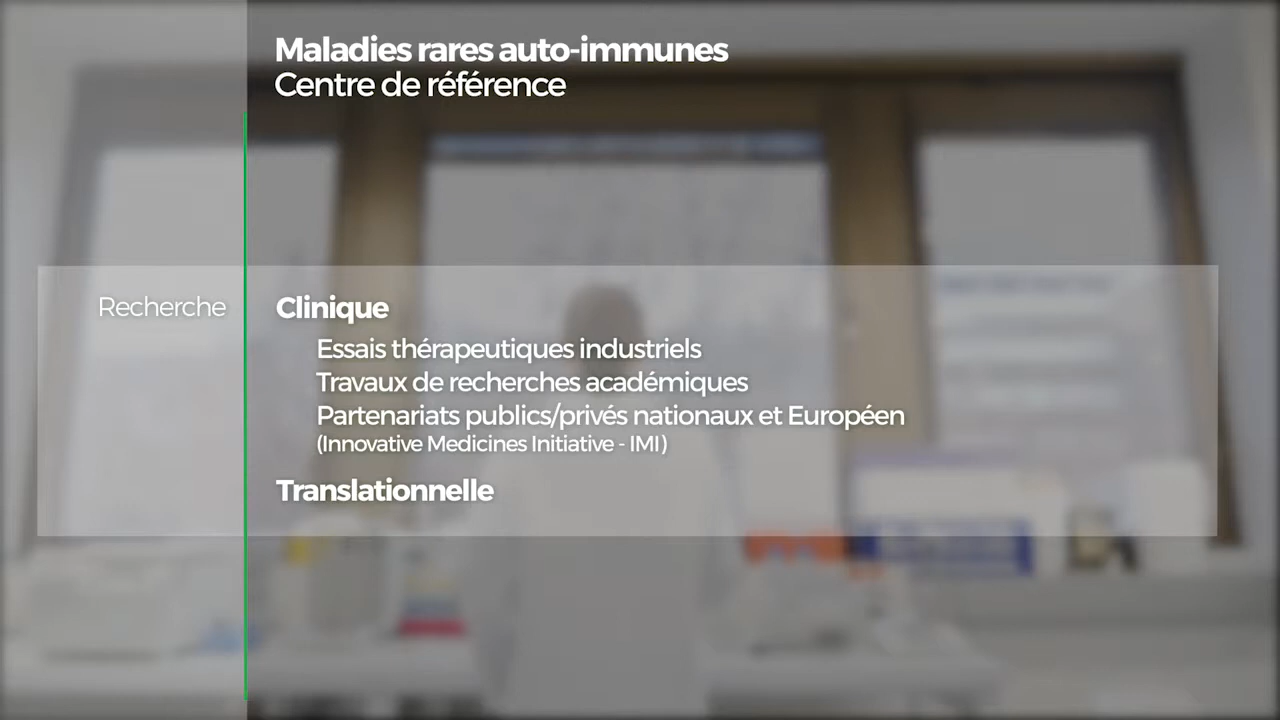 Maladies rares auto-immunes
Centre de référence
Recherche
Clinique
Essais thérapeutiques industriels
Travaux de recherches académiques
Partenariats publics/privés nationaux et Européen
(Innovative Medicines Initiative - IMI)
Translationnelle